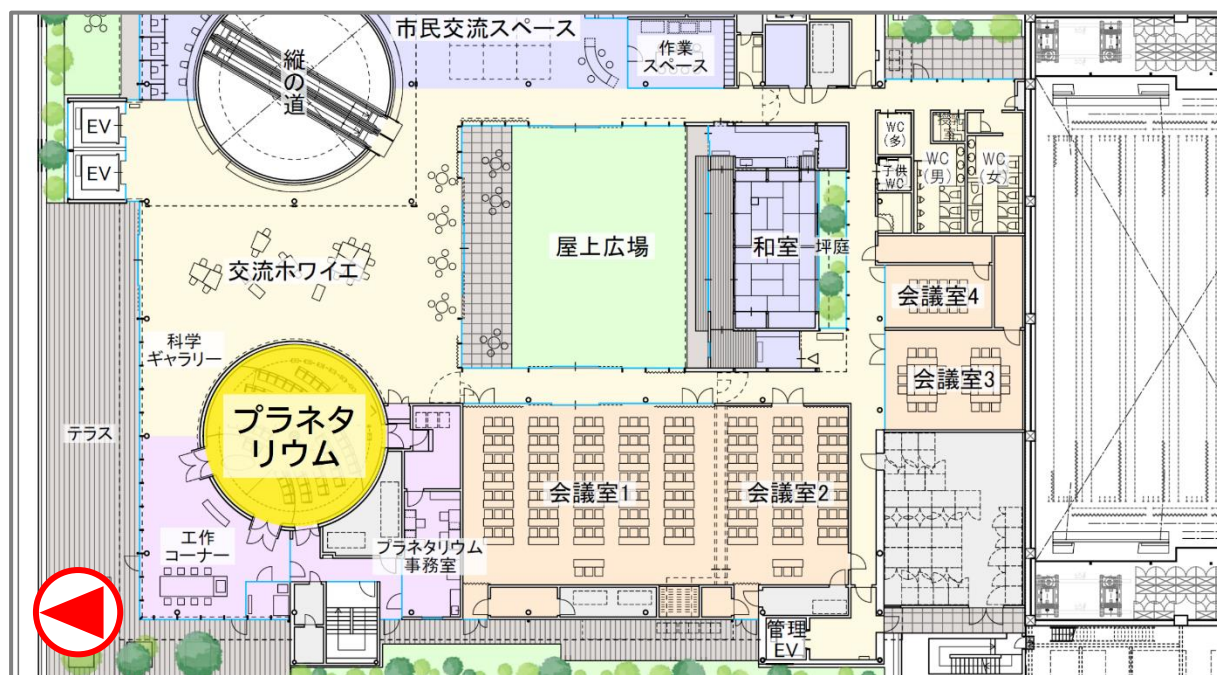 市民交流スペース
作業
スペース
縦の道
EV
EV
WC
(多)
授乳
室
子供
WC
WC
(男)
WC
(女)
屋上広場
和室
坪庭
交流ホワイエ
会議室4
科学
ギャラリー
会議室3
プラネタ
リウム
テラス
会議室1
会議室2
工作
コーナー
プラネタリウム
事務室
管理
EV